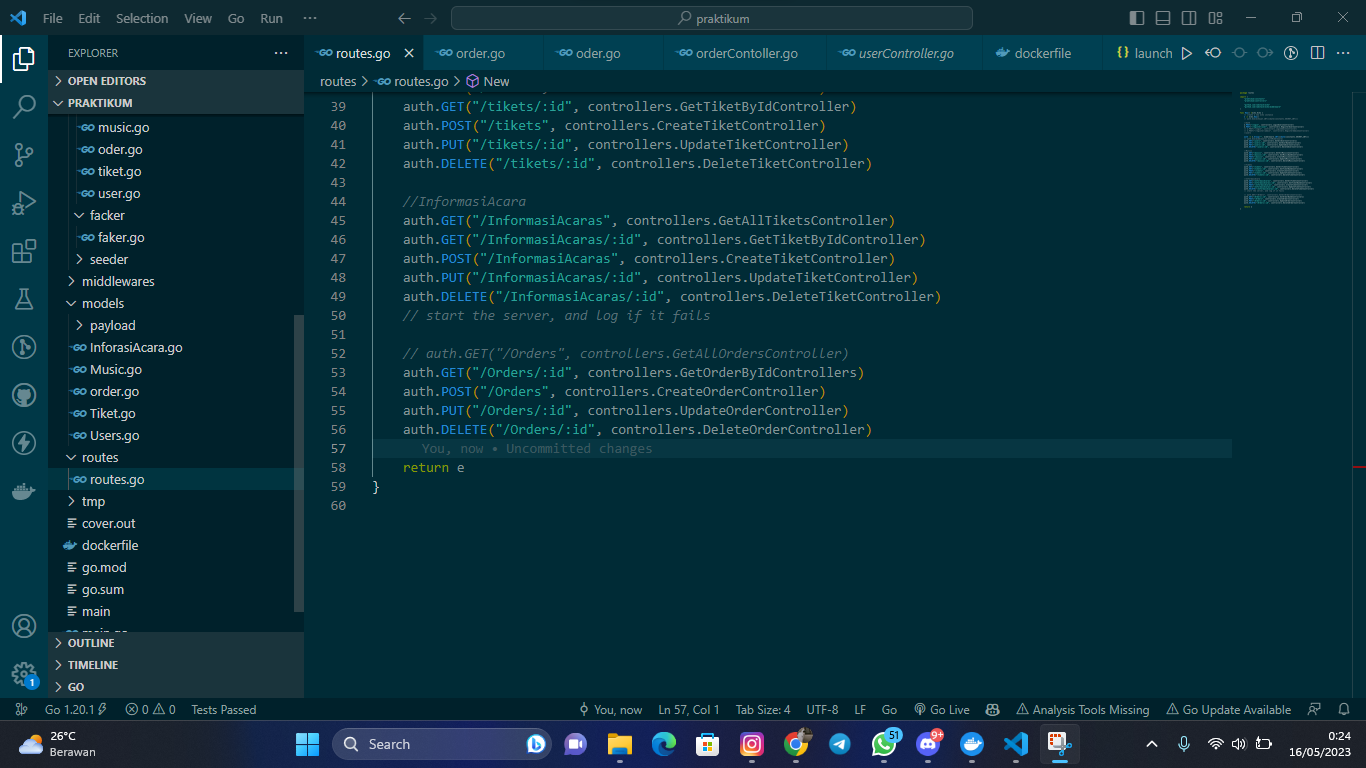 File Edit Selection View Go Run ··· praktikum
EXPLORER ···
routes.go order.go oder.go orderContoller.go userController.go dockerfile launch ···
OPEN EDITORS
routes > routes.go > New
PRAKTIKUM
music.go
oder.go
tiket.go
user.go
facker
faker.go
seeder
middlewares
models
payload
InforasiAcara.go
Music.go
order.go
Tiket.go
Users.go
routes
routes.go
tmp
cover.out
dockerfile
go.mod
go.sum
main
OUTLINE
TIMELINE
GO
39 auth.GET("/tikets/:id", controllers.GetTiketByIdController)
40 auth.POST("/tikets", controllers.CreateTiketController)
41 auth.PUT("/tikets/:id", controllers.UpdateTiketController)
42 auth.DELETE("/tikets/:id", controllers.DeleteTiketController)
43
44 //InformasiAcara
45 auth.GET("/InformasiAcaras", controllers.GetAllTiketsController)
46 auth.GET("/InformasiAcaras/:id", controllers.GetTiketByIdController)
47 auth.POST("/InformasiAcaras", controllers.CreateTiketController)
48 auth.PUT("/InformasiAcaras/:id", controllers.UpdateTiketController)
49 auth.DELETE("/InformasiAcaras/:id", controllers.DeleteTiketController)
50 // start the server, and log if it fails
51
52 // auth.GET("/Orders", controllers.GetAllOrdersController)
53 auth.GET("/Orders/:id", controllers.GetOrderByIdControllers)
54 auth.POST("/Orders", controllers.CreateOrderController)
55 auth.PUT("/Orders/:id", controllers.UpdateOrderController)
56 auth.DELETE("/Orders/:id", controllers.DeleteOrderController)
57 You, now • Uncommitted changes
58 return e
59 }
60
1
Go 1.20.1 0 0 Tests Passed You, now Ln 57, Col 1 Tab Size: 4 UTF-8 LF Go Go Live Analysis Tools Missing Go Update Available
26°C
Berawan
Search
51
9+
0:24
16/05/2023